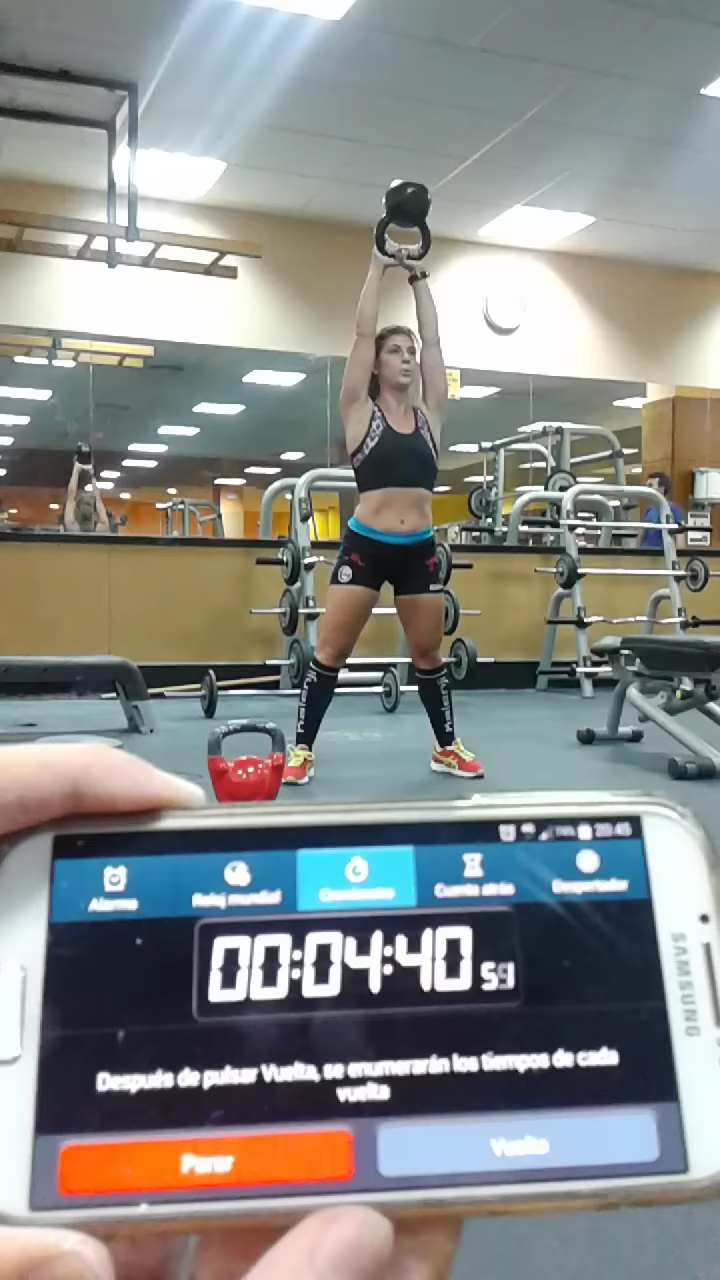 20:45
Alarma
Reloj mundial
Cronómetro
Cuenta atrás
Despertador
00:04:40
SAMSUNG
Después de pulsar Vuelta, se enumerarán los tiempos de cada
vuelta
Parar
Vuelta